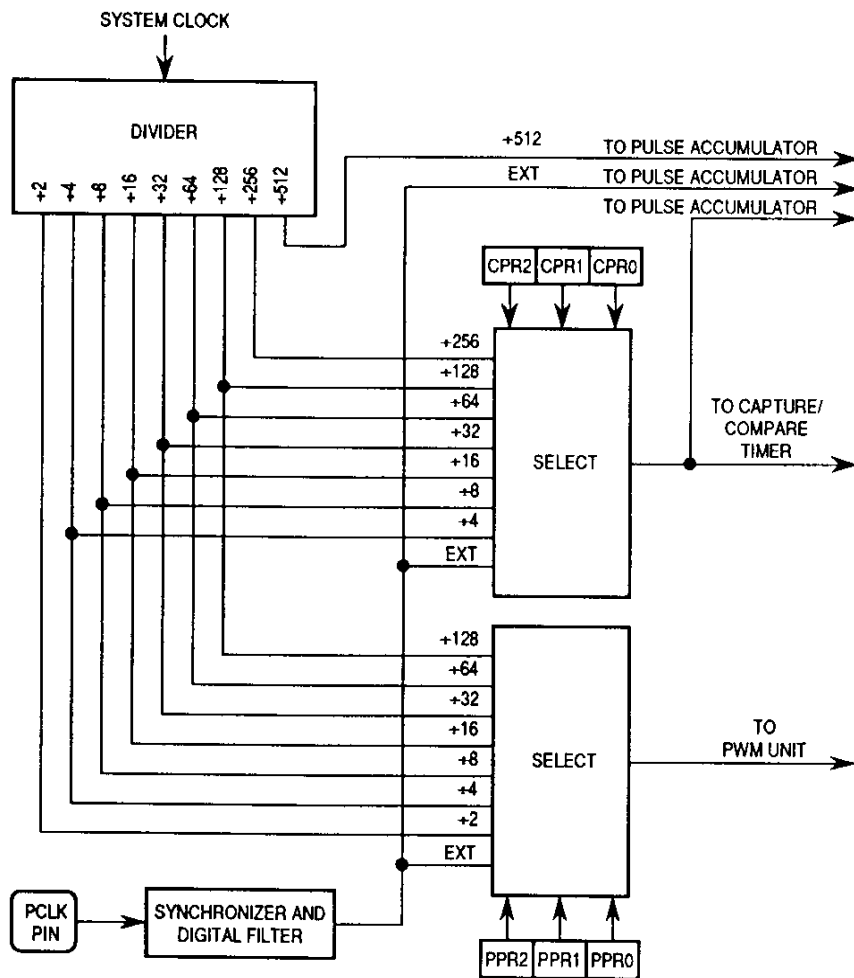 SYSTEM CLOCK
DIVIDER
÷2
÷4
÷8
÷16
÷32
÷64
÷128
÷256
÷512
÷512
TO PULSE ACCUMULATOR
EXT
TO PULSE ACCUMULATOR
TO PULSE ACCUMULATOR
CPR2
CPR1
CPR0
÷256
÷128
÷64
÷32
÷16
÷8
÷4
EXT
SELECT
TO CAPTURE/
COMPARE
TIMER
÷128
÷64
÷32
÷16
÷8
÷4
÷2
EXT
SELECT
TO
PWM UNIT
PCLK
PIN
SYNCHRONIZER AND
DIGITAL FILTER
PPR2
PPR1
PPR0